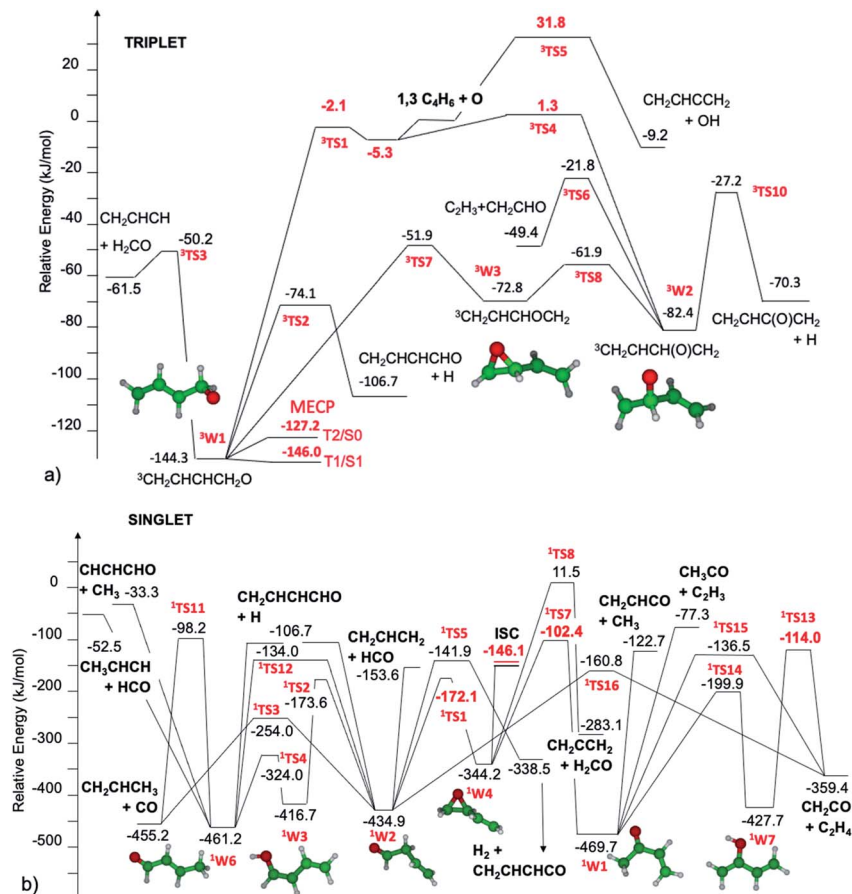 TRIPLET
Relative Energy (kJ/mol)
20
0
-20
-40
-60
-80
-100
-120
31.8
³TS5
1,3 C₄H₆ + O
-2.1
³TS1
-5.3
1.3
³TS4
CH₂CHCCH₂
+ OH
-9.2
-21.8
³TS6
C₂H₃+CH₂CHO
-49.4
-27.2
³TS10
CH₂CHCH
+ H₂CO
-50.2
³TS3
-61.5
-51.9
³TS7
³W3
-72.8
³CH₂CHCHOCH₂
-61.9
³TS8
³W2
-82.4
³CH₂CHCH(O)CH₂
-70.3
CH₂CHC(O)CH₂
+ H
-74.1
³TS2
CH₂CHCHCHO
+ H
-106.7
MECP
-127.2
T2/S0
-146.0
T1/S1
³W1
-144.3
³CH₂CHCHCH₂O
a)
SINGLET
Relative Energy (kJ/mol)
0
-100
-200
-300
-400
-500
CHCHCHO
+ CH₃
-33.3
-52.5
CH₃CHCH
+ HCO
¹TS11
-98.2
CH₂CHCHCHO
+ H
-106.7
-134.0
¹TS12
¹TS2
-173.6
¹TS3
-254.0
¹TS4
-324.0
-416.7
CH₂CHCH₃
+ CO
-455.2
-461.2
¹W6
¹W3
-434.9
¹W2
CH₂CHCH₂
+ HCO
-153.6
¹TS5
-141.9
-172.1
¹TS1
ISC
-146.1
-344.2
¹W4
-338.5
H₂ +
CH₂CHCHCO
¹TS8
11.5
¹TS7
-102.4
-283.1
CH₂CCH₂
+ H₂CO
-469.7
¹W1
CH₂CHCO
+ CH₃
-122.7
-160.8
¹TS16
CH₃CO
+ C₂H₃
-77.3
¹TS15
-136.5
¹TS14
-199.9
¹TS13
-114.0
-427.7
¹W7
-359.4
CH₂CO
+ C₂H₄
b)